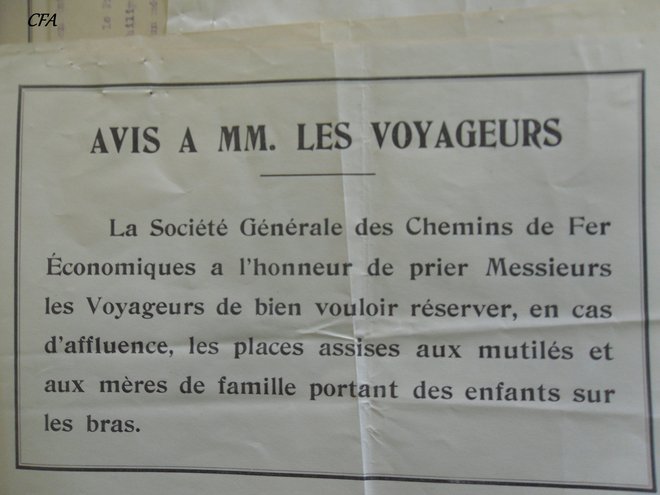 CFA
AVIS A MM. LES VOYAGEURS
La Société Générale des Chemins de Fer
Économiques a l'honneur de prier Messieurs
les Voyageurs de bien vouloir réserver, en cas
d'affluence, les places assises aux mutilés et
aux mères de famille portant des enfants sur
les bras.